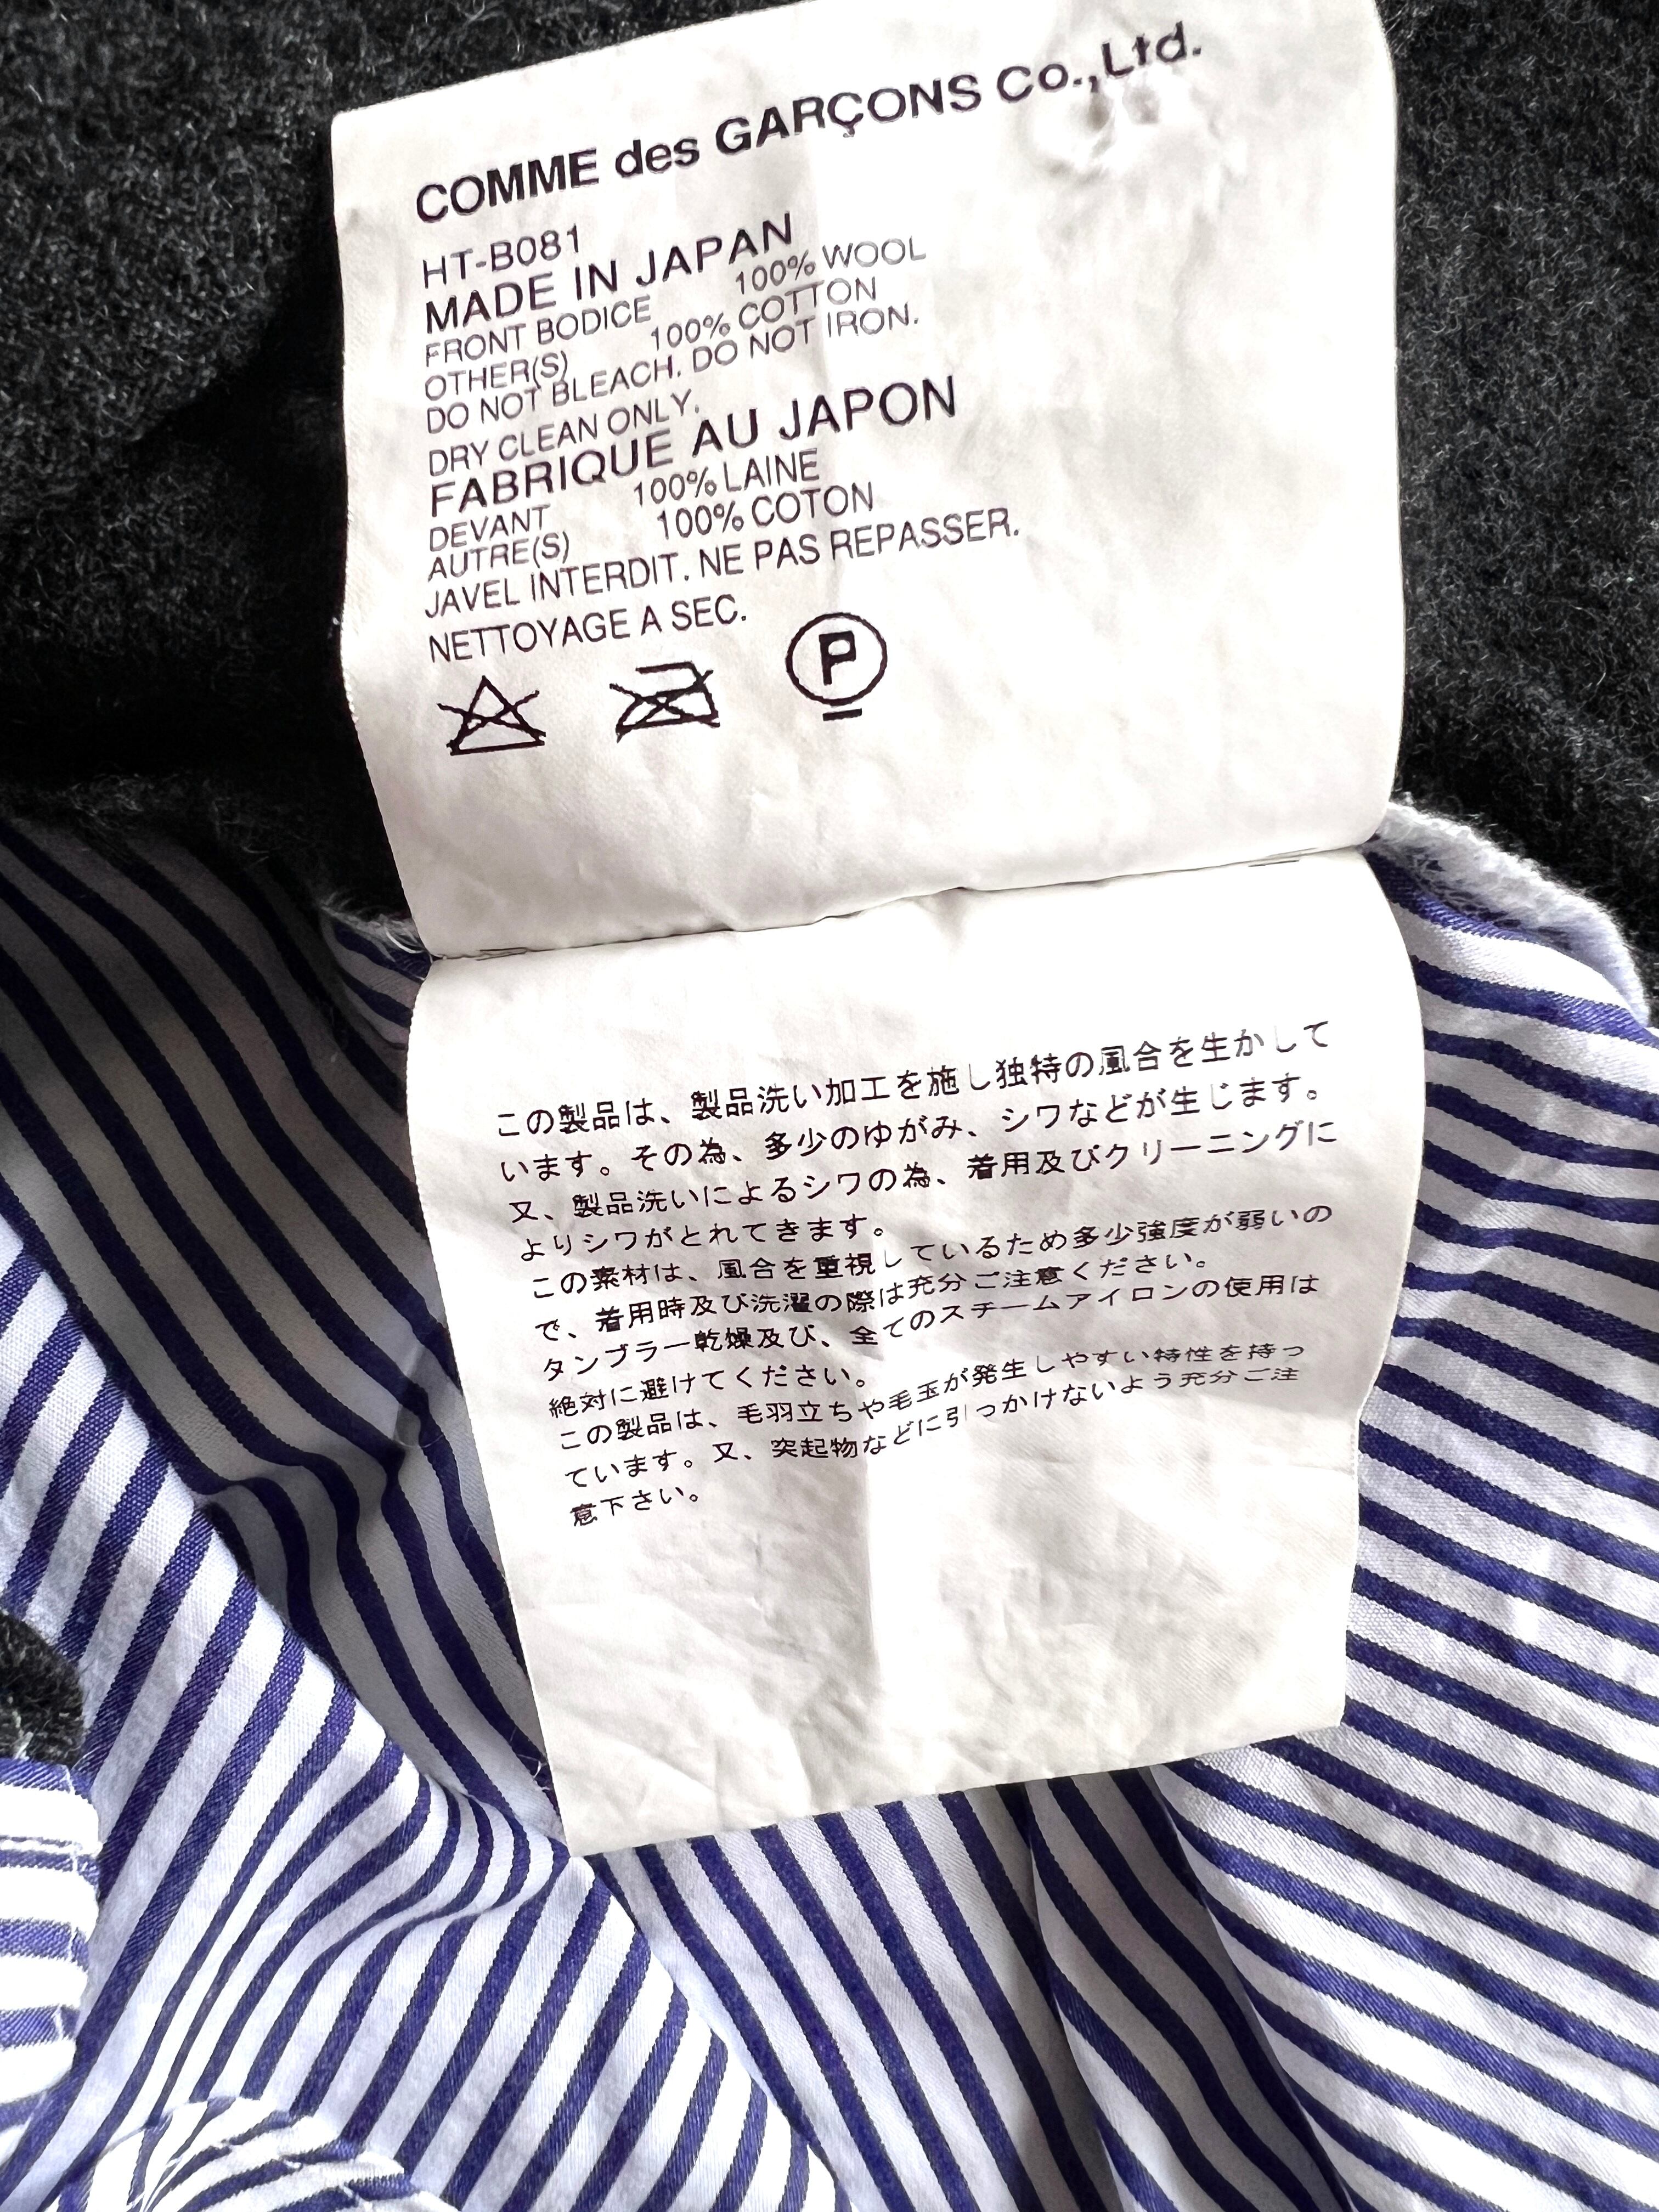 COMME des GARÇONS Co.,Ltd.
HT-B081
MADE IN JAPAN
FRONT BODICE 100% WOOL
OTHER(S) 100% COTTON
DO NOT BLEACH. DO NOT IRON.
DRY CLEAN ONLY.
FABRIQUE AU JAPON
DEVANT 100% LAINE
AUTRE(S) 100% COTON
JAVEL INTERDIT. NE PAS REPASSER.
NETTOYAGE A SEC.
P
この製品は、製品洗い加工を施し独特の風合を生かして
います。その為、多少のゆがみ、シワなどが生じます。
又、製品洗いによるシワの為、着用及びクリーニングに
よりシワがとれてきます。
この素材は、風合を重視しているため多少強度が弱いの
で、着用時及び洗濯の際は充分ご注意ください。
タンブラー乾燥及び、全てのスチームアイロンの使用は
絶対に避けてください。
この製品は、毛羽立ちや毛玉が発生しやすい特性を持っ
ています。又、突起物などに引っかけないよう充分ご注
意下さい。